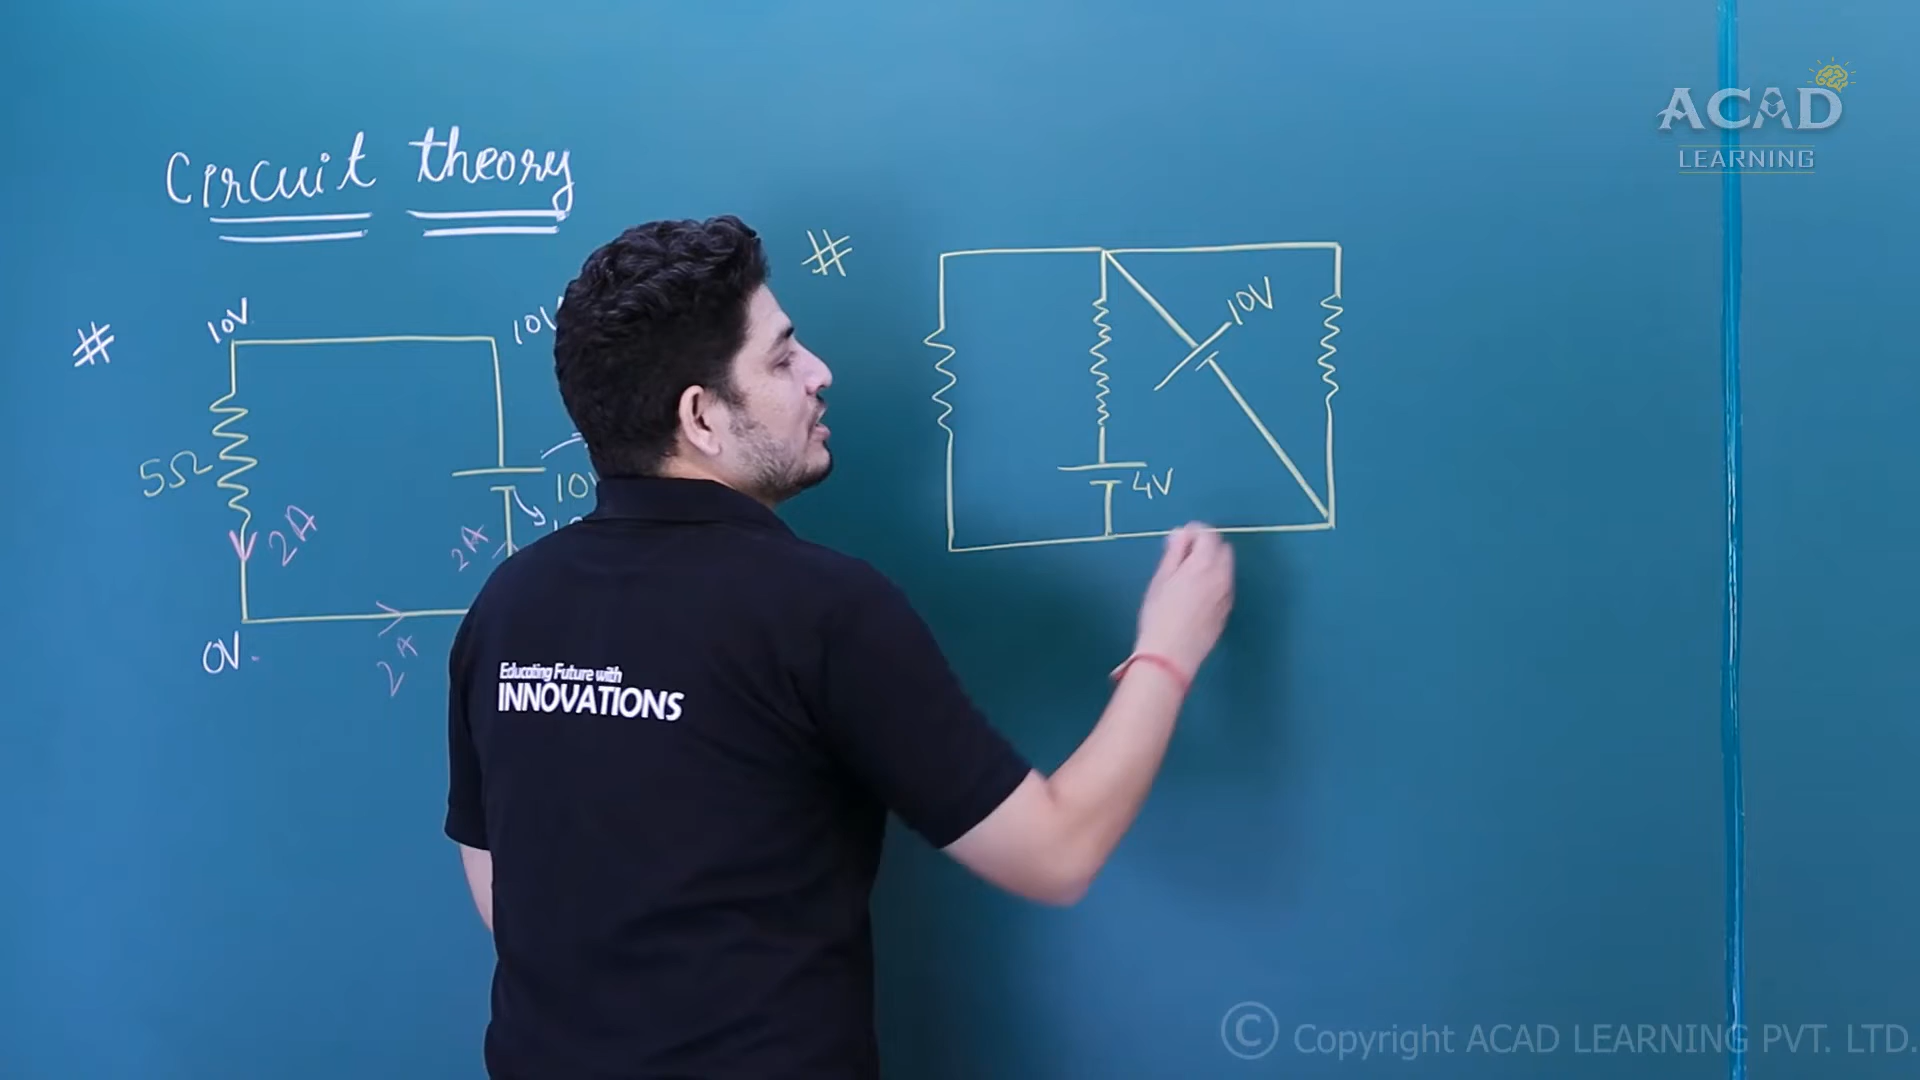 ACAD
LEARNING
Circuit theory
#
#
10V
10V
10V
5Ω
10V
4V
2A
2A
0V.
2A
Educating Future with
INNOVATIONS
© Copyright ACAD LEARNING PVT. LTD.